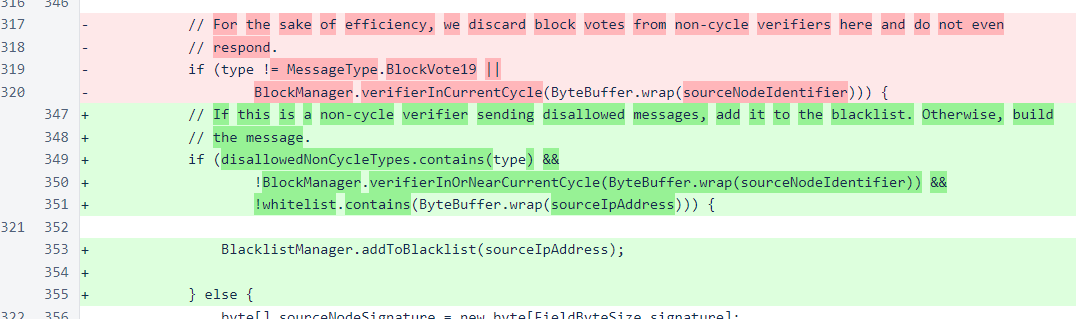 316 346
317 - // For the sake of efficiency, we discard block votes from non-cycle verifiers here and do not even
318 - // respond.
319 - if (type != MessageType.BlockVote19 ||
320 - BlockManager.verifierInCurrentCycle(ByteBuffer.wrap(sourceNodeIdentifier))) {
347 + // If this is a non-cycle verifier sending disallowed messages, add it to the blacklist. Otherwise, build
348 + // the message.
349 + if (disallowedNonCycleTypes.contains(type) &&
350 + !BlockManager.verifierInOrNearCurrentCycle(ByteBuffer.wrap(sourceNodeIdentifier)) &&
351 + !whitelist.contains(ByteBuffer.wrap(sourceIpAddress))) {
321 352
353 + BlacklistManager.addToBlacklist(sourceIpAddress);
354 +
355 + } else {
322 356 byte[] sourceNodeSignature = new byte[FieldByteSize.signature];